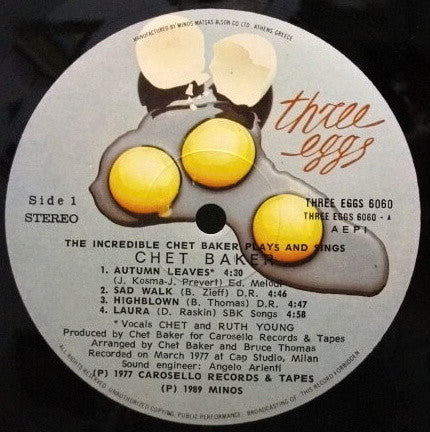 MANUFACTURED BY MINOS MATSAS & SON CO LTD. ATHENS, GREECE
three
eggs
Side 1
STEREO
THREE EGGS 6060
THREE EGGS 6060 - A
AEPI
THE INCREDIBLE CHET BAKER PLAYS AND SINGS
CHET BAKER
1. AUTUMN LEAVES* 4:30
(J. Kosma-J. Prevert) Ed. Melodi
2. SAD WALK (B. Zieff) D.R. 4:46
3. HIGHBLOWN (B. Thomas) D.R. 4:47
4. LAURA (D. Raskin) SBK Songs 4:58
*Vocals CHET and RUTH YOUNG
Produced by Chet Baker for Carosello Records & Tapes
Arranged by Chet Baker and Bruce Thomas
Recorded on March 1977 at Cap Studio, Milan
Sound engineer: Angelo Arienti
(P) 1977 CAROSELLO RECORDS & TAPES
(P) 1989 MINOS
ALL RIGHTS RESERVED. UNAUTHORIZED COPYING, PUBLIC PERFORMANCE, BROADCASTING OF THIS RECORD FORBIDDEN